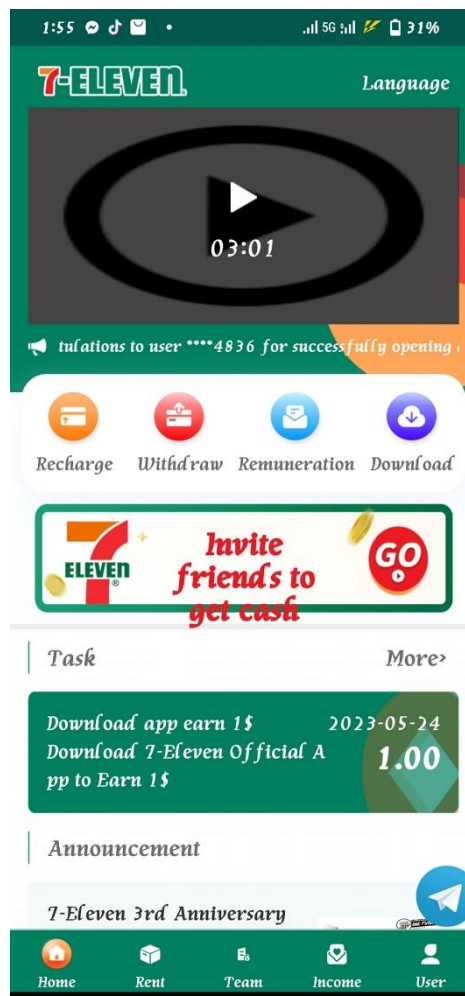 1:55
5G
31%
7-ELEVEN.
Language
03:01
tulations to user ****4836 for successfully opening
Recharge
Withdraw
Remuneration
Download
ELEVEN
Invite
friends to
get cash
GO
Task
More>
Download app earn 1$
2023-05-24
Download 7-Eleven Official A
pp to Earn 1$
1.00
Announcement
7-Eleven 3rd Anniversary
Home
Rent
Team
Income
User